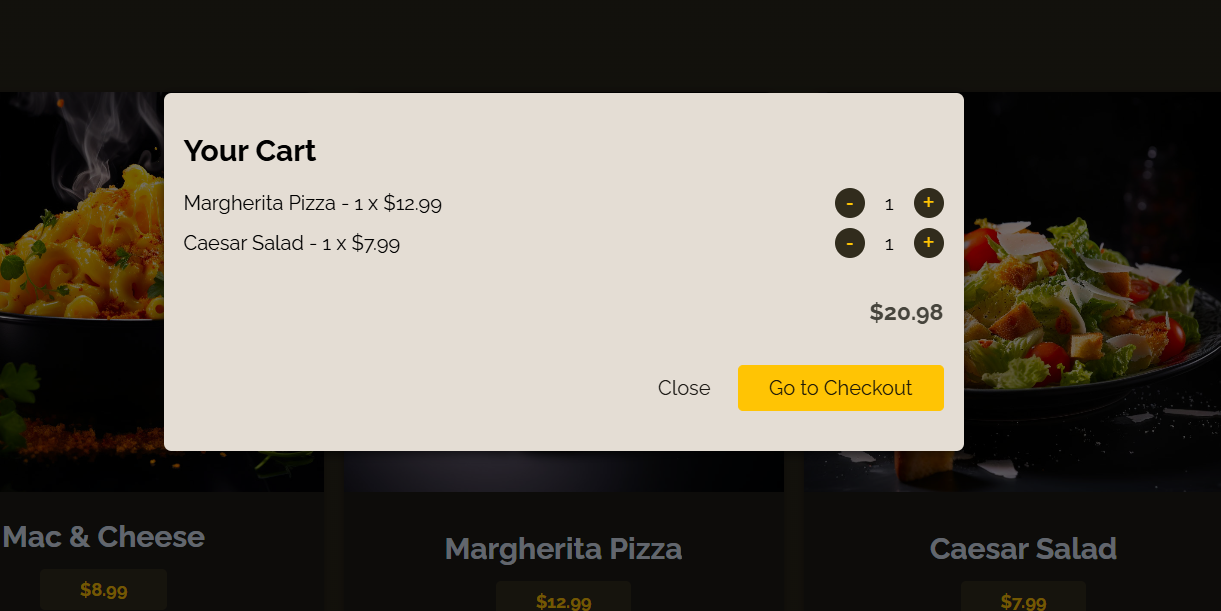 Your Cart
Margherita Pizza - 1 x $12.99
- 1 +
Caesar Salad - 1 x $7.99
- 1 +
$20.98
Close Go to Checkout
Mac & Cheese
Margherita Pizza
Caesar Salad
$8.99
$12.99
$7.99